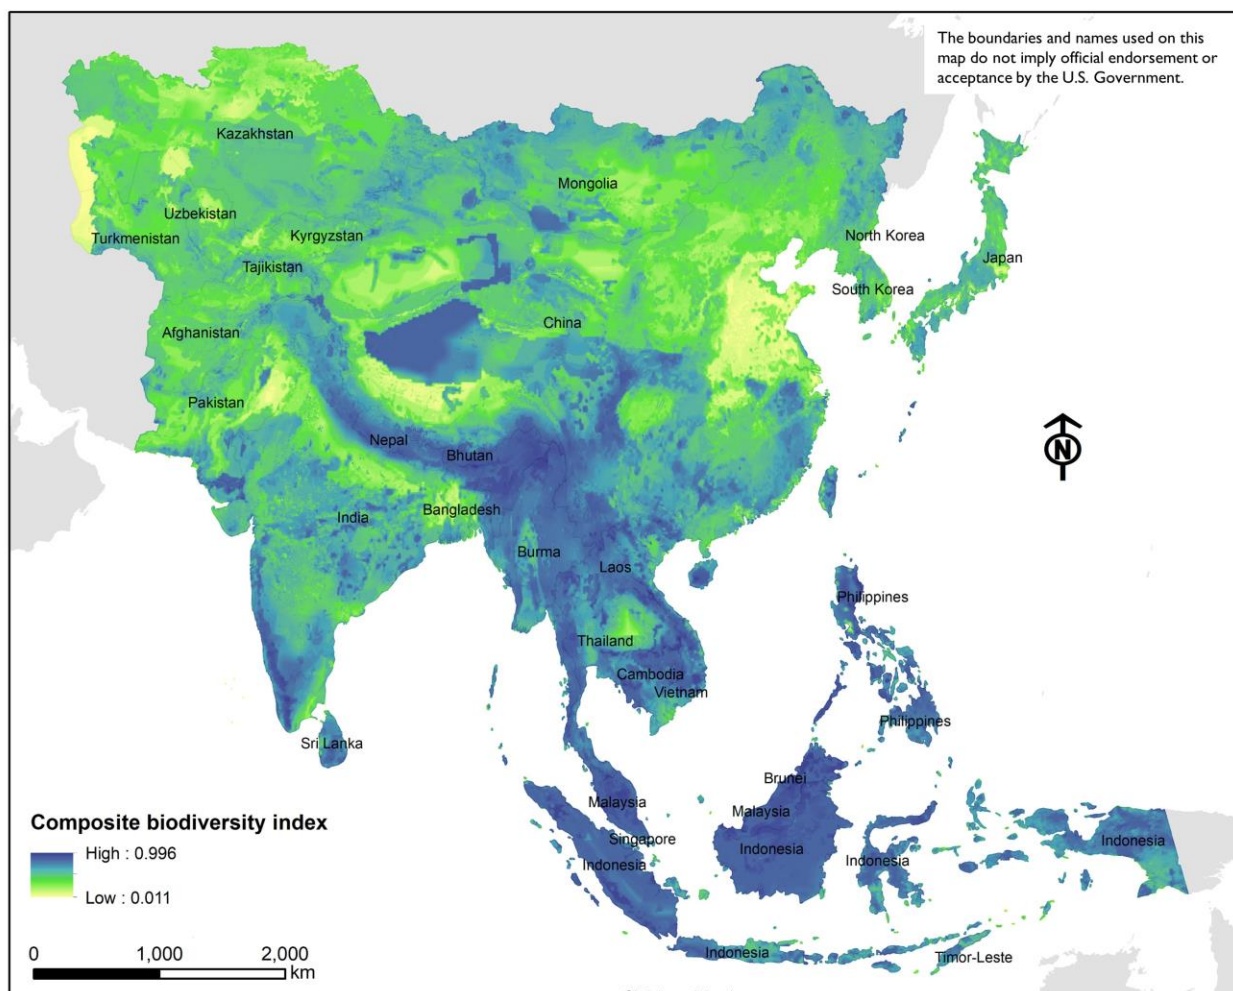 The boundaries and names used on this
map do not imply official endorsement or
acceptance by the U.S. Government.
Kazakhstan
Mongolia
Uzbekistan
Turkmenistan
Kyrgyzstan
North Korea
Tajikistan
Japan
South Korea
Afghanistan
China
Pakistan
Nepal
Bhutan
N
India
Bangladesh
Burma
Laos
Philippines
Thailand
Cambodia
Vietnam
Philippines
Sri Lanka
Brunei
Malaysia
Malaysia
Singapore
Indonesia
Indonesia
Indonesia
Indonesia
Indonesia
Timor-Leste
Composite biodiversity index
High : 0.996
Low : 0.011
0 1,000 2,000
km